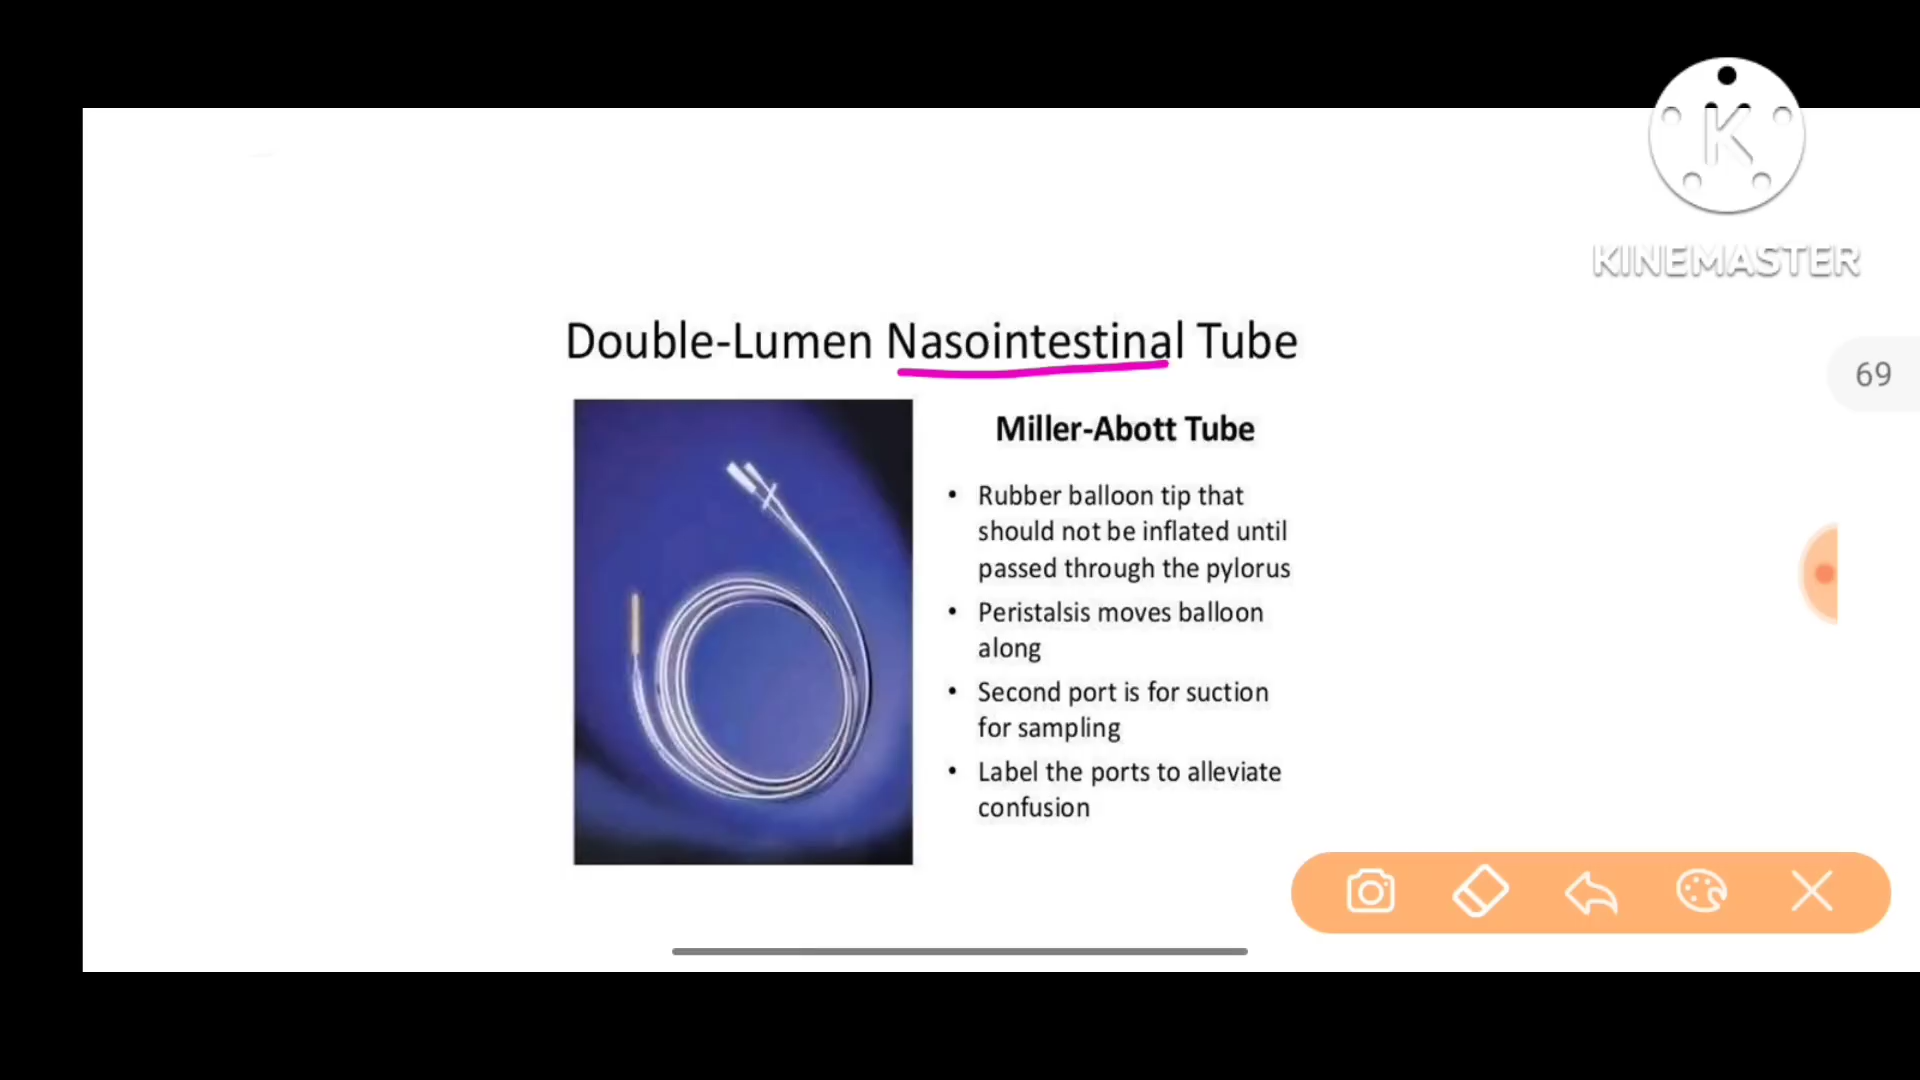 K
KINEMASTER
Double-Lumen Nasointestinal Tube
69
Miller-Abott Tube
• Rubber balloon tip that
should not be inflated until
passed through the pylorus
• Peristalsis moves balloon
along
• Second port is for suction
for sampling
• Label the ports to alleviate
confusion